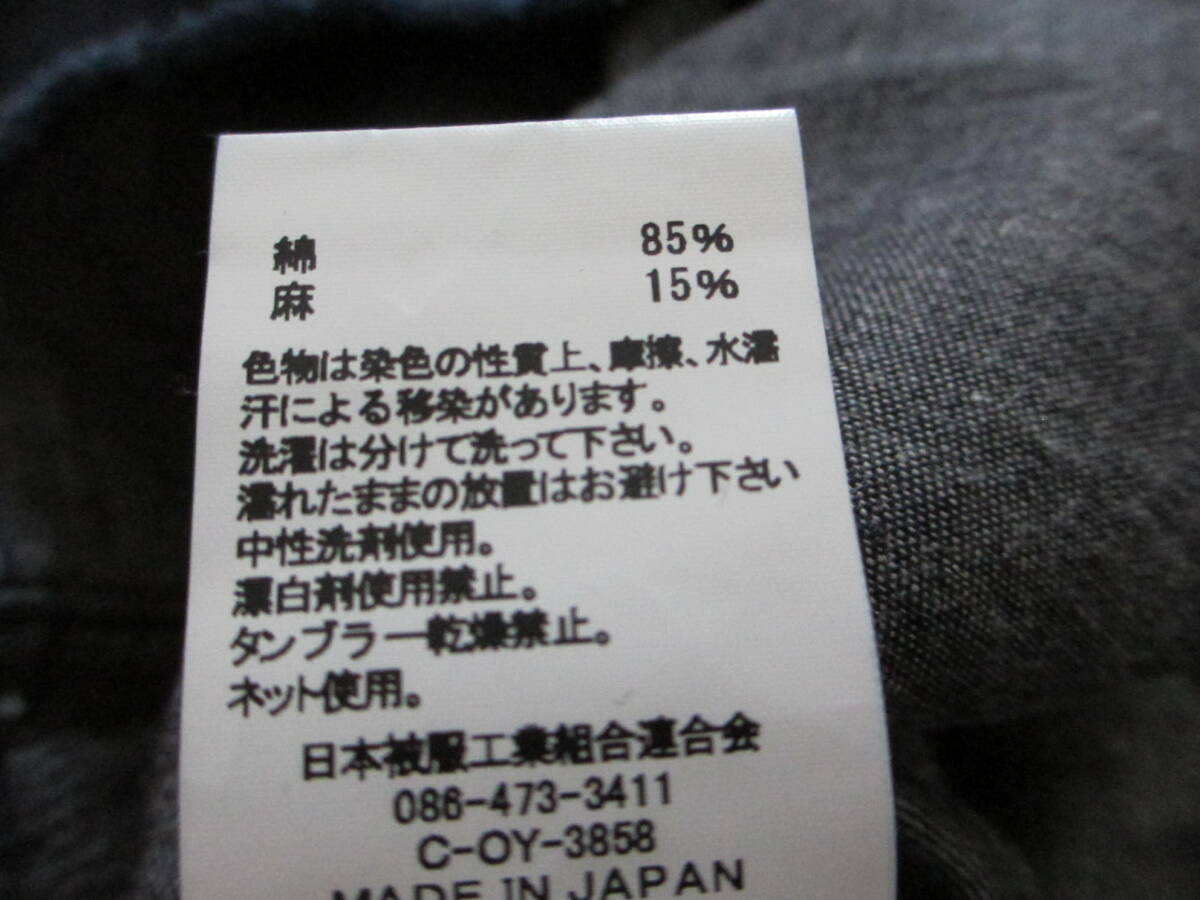 綿 85%
麻 15%
色物は染色の性質上、摩擦、水濡
汗による移染があります。
洗濯は分けて洗って下さい。
濡れたままの放置はお避け下さい
中性洗剤使用。
漂白剤使用禁止。
タンブラー乾燥禁止。
ネット使用。
日本被服工業組合連合会
086-473-3411
C-OY-3858
MADE IN JAPAN